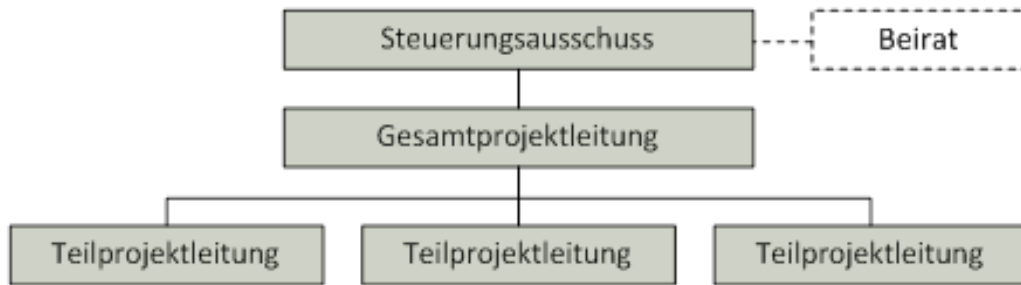 Steuerungsausschuss
Beirat
Gesamtprojektleitung
Teilprojektleitung
Teilprojektleitung
Teilprojektleitung